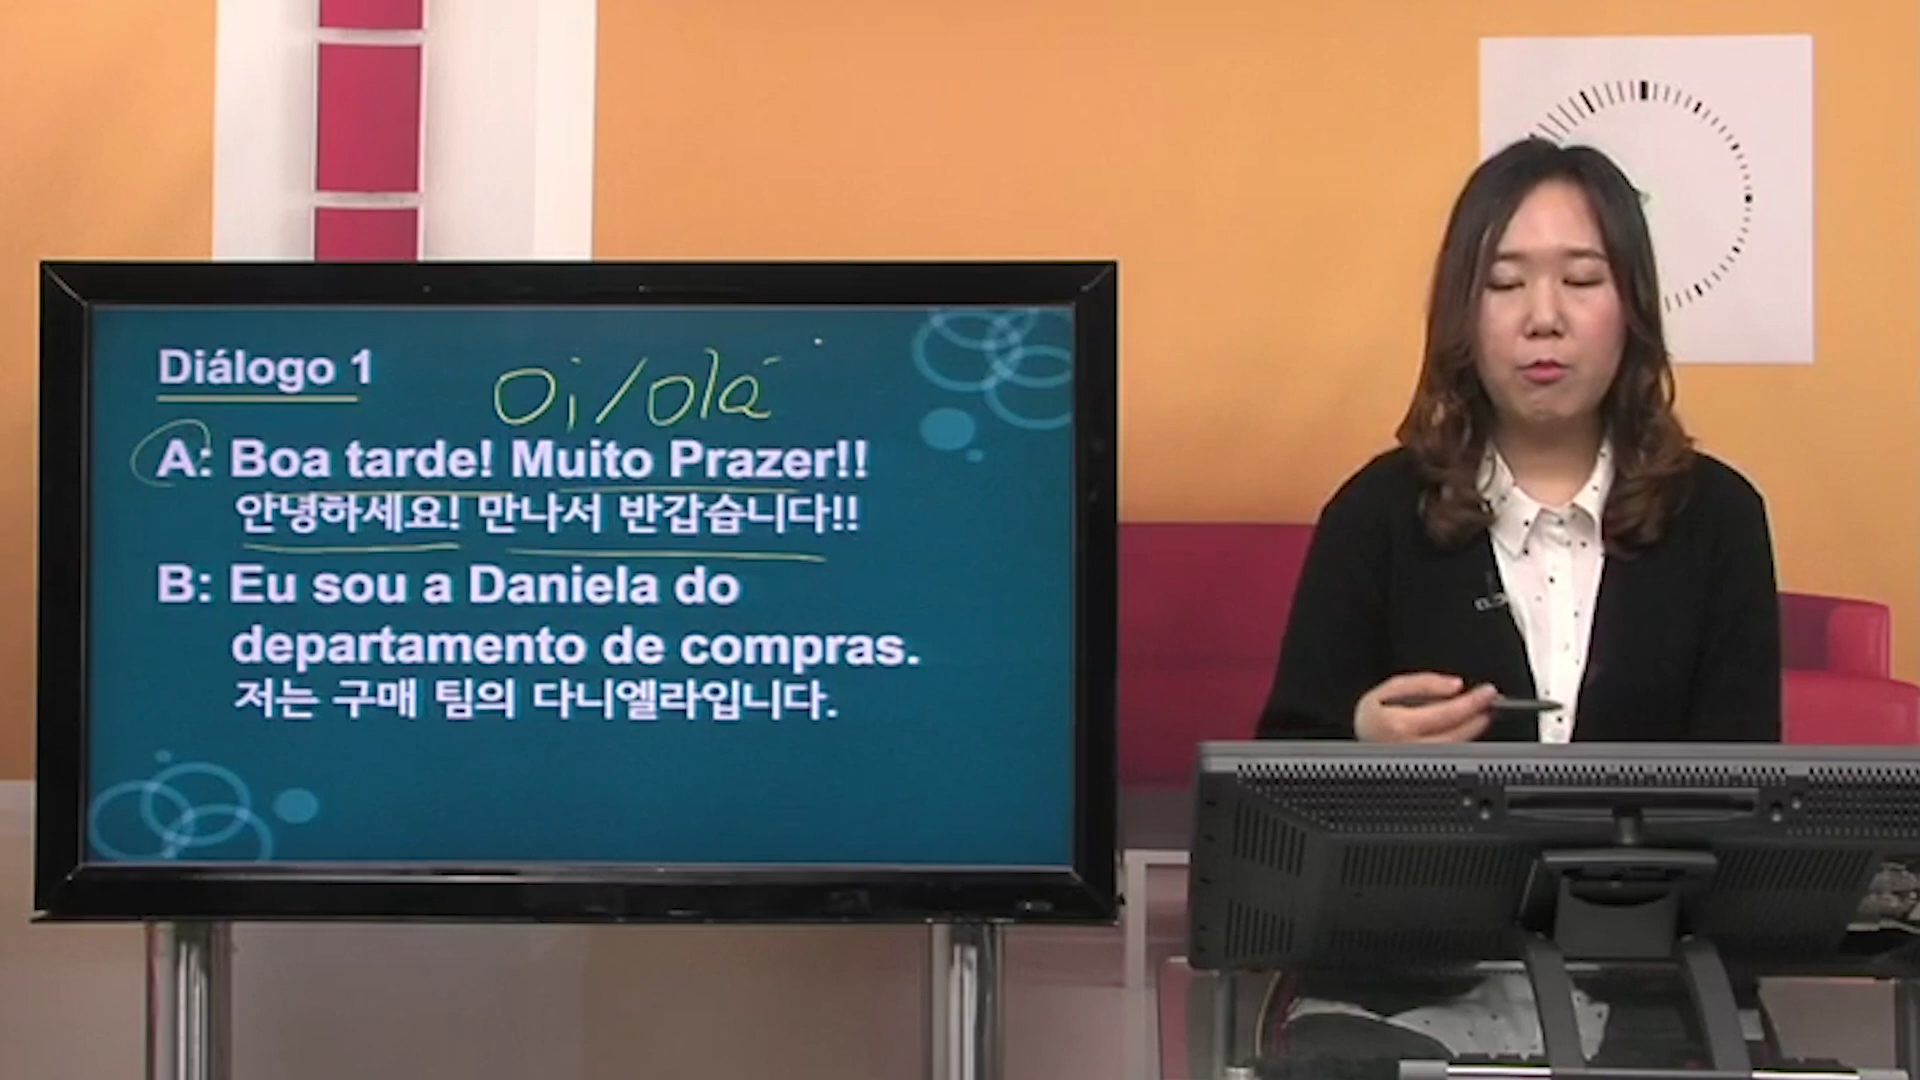 Diálogo 1
Oi/olá
A: Boa tarde! Muito Prazer!!
안녕하세요! 만나서 반갑습니다!!
B: Eu sou a Daniela do
departamento de compras.
저는 구매 팀의 다니엘라입니다.